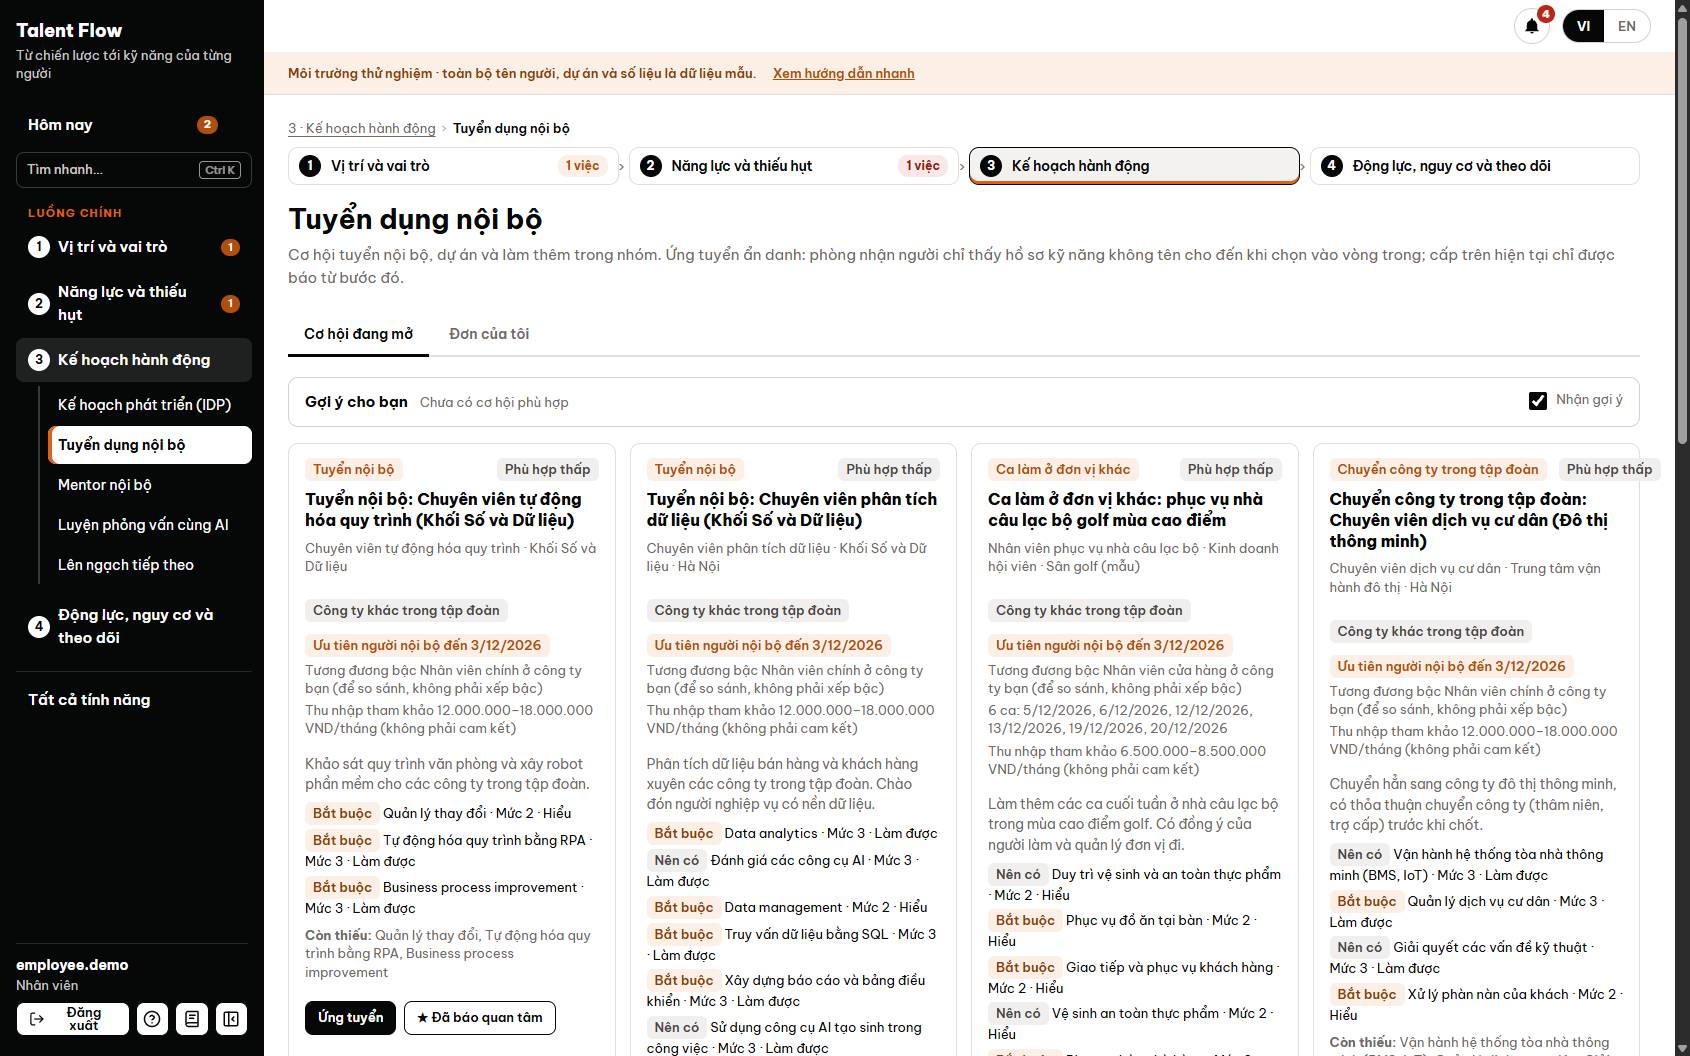 Talent Flow
Từ chiến lược tới kỹ năng của từng
người
Hôm nay
2
Tìm nhanh...
Ctrl K
LUỒNG CHÍNH
1 Vị trí và vai trò 1
2 Năng lực và thiếu
hụt 1
3 Kế hoạch hành động
Kế hoạch phát triển (IDP)
Tuyển dụng nội bộ
Mentor nội bộ
Luyện phỏng vấn cùng AI
Lên ngạch tiếp theo
4 Động lực, nguy cơ và
theo dõi
Tất cả tính năng
employee.demo
Nhân viên
Đăng
xuất
4
VI EN
Môi trường thử nghiệm · toàn bộ tên người, dự án và số liệu là dữ liệu mẫu. Xem hướng dẫn nhanh
3 · Kế hoạch hành động › Tuyển dụng nội bộ
1 Vị trí và vai trò 1 việc › 2 Năng lực và thiếu hụt 1 việc › 3 Kế hoạch hành động › 4 Động lực, nguy cơ và theo dõi
Tuyển dụng nội bộ
Cơ hội tuyển nội bộ, dự án và làm thêm trong nhóm. Ứng tuyển ẩn danh: phòng nhận người chỉ thấy hồ sơ kỹ năng không tên cho đến khi chọn vào vòng trong; cấp trên hiện tại chỉ được
báo từ bước đó.
Cơ hội đang mở Đơn của tôi
Gợi ý cho bạn Chưa có cơ hội phù hợp Nhận gợi ý
Tuyển nội bộ Phù hợp thấp
Tuyển nội bộ: Chuyên viên tự động
hóa quy trình (Khối Số và Dữ liệu)
Chuyên viên tự động hóa quy trình · Khối Số và
Dữ liệu
Công ty khác trong tập đoàn
Ưu tiên người nội bộ đến 3/12/2026
Tương đương bậc Nhân viên chính ở công ty
bạn (để so sánh, không phải xếp bậc)
Thu nhập tham khảo 12.000.000–18.000.000
VND/tháng (không phải cam kết)
Khảo sát quy trình văn phòng và xây robot
phần mềm cho các công ty trong tập đoàn.
Bắt buộc Quản lý thay đổi · Mức 2 · Hiểu
Bắt buộc Tự động hóa quy trình bằng RPA ·
Mức 3 · Làm được
Bắt buộc Business process improvement ·
Mức 3 · Làm được
Còn thiếu: Quản lý thay đổi, Tự động hóa quy
trình bằng RPA, Business process
improvement
Ứng tuyển ★ Đã báo quan tâm
Tuyển nội bộ Phù hợp thấp
Tuyển nội bộ: Chuyên viên phân tích
dữ liệu (Khối Số và Dữ liệu)
Chuyên viên phân tích dữ liệu · Khối Số và Dữ
liệu · Hà Nội
Công ty khác trong tập đoàn
Ưu tiên người nội bộ đến 3/12/2026
Tương đương bậc Nhân viên chính ở công ty
bạn (để so sánh, không phải xếp bậc)
Thu nhập tham khảo 12.000.000–18.000.000
VND/tháng (không phải cam kết)
Phân tích dữ liệu bán hàng và khách hàng
xuyên các công ty trong tập đoàn. Chào
đón người nghiệp vụ có nền dữ liệu.
Bắt buộc Data analytics · Mức 3 · Làm được
Nên có Đánh giá các công cụ AI · Mức 3 ·
Làm được
Bắt buộc Data management · Mức 2 · Hiểu
Bắt buộc Truy vấn dữ liệu bằng SQL · Mức 3
· Làm được
Bắt buộc Xây dựng báo cáo và bảng điều
khiển · Mức 3 · Làm được
Nên có Sử dụng công cụ AI tạo sinh trong
công việc · Mức 3 · Làm được
Ca làm ở đơn vị khác Phù hợp thấp
Ca làm ở đơn vị khác: phục vụ nhà
câu lạc bộ golf mùa cao điểm
Nhân viên phục vụ nhà câu lạc bộ · Kinh doanh
hội viên · Sân golf (mẫu)
Công ty khác trong tập đoàn
Ưu tiên người nội bộ đến 3/12/2026
Tương đương bậc Nhân viên cửa hàng ở công
ty bạn (để so sánh, không phải xếp bậc)
6 ca: 5/12/2026, 6/12/2026, 12/12/2026,
13/12/2026, 19/12/2026, 20/12/2026
Thu nhập tham khảo 6.500.000–8.500.000
VND/tháng (không phải cam kết)
Làm thêm các ca cuối tuần ở nhà câu lạc bộ
trong mùa cao điểm golf. Có đồng ý của
người làm và quản lý đơn vị đi.
Nên có Duy trì vệ sinh và an toàn thực phẩm
· Mức 2 · Hiểu
Bắt buộc Phục vụ đồ ăn tại bàn · Mức 2 ·
Hiểu
Bắt buộc Giao tiếp và phục vụ khách hàng ·
Mức 2 · Hiểu
Nên có Vệ sinh an toàn thực phẩm · Mức 2 ·
Hiểu
Chuyển công ty trong tập đoàn Phù hợp thấp
Chuyển công ty trong tập đoàn:
Chuyên viên dịch vụ cư dân (Đô thị
thông minh)
Chuyên viên dịch vụ cư dân · Trung tâm vận
hành đô thị · Hà Nội
Công ty khác trong tập đoàn
Ưu tiên người nội bộ đến 3/12/2026
Tương đương bậc Nhân viên chính ở công ty
bạn (để so sánh, không phải xếp bậc)
Thu nhập tham khảo 12.000.000–18.000.000
VND/tháng (không phải cam kết)
Chuyển hẳn sang công ty đô thị thông minh,
có thỏa thuận chuyển công ty (thâm niên,
trợ cấp) trước khi chốt.
Nên có Vận hành hệ thống tòa nhà thông
minh (BMS, IoT) · Mức 3 · Làm được
Bắt buộc Quản lý dịch vụ cư dân · Mức 3 ·
Làm được
Nên có Giải quyết các vấn đề kỹ thuật ·
Mức 3 · Làm được
Bắt buộc Xử lý phàn nàn của khách · Mức 2 ·
Hiểu
Còn thiếu: Vận hành hệ thống tòa nhà thông